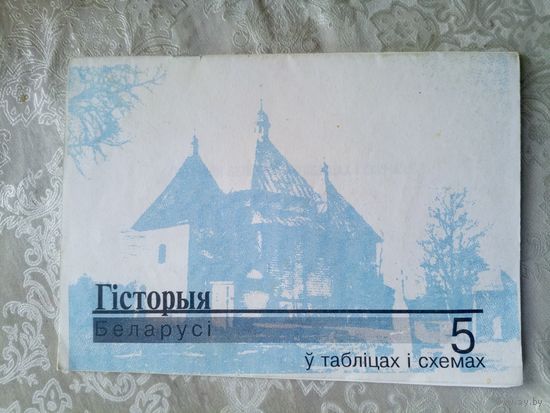 Гісторыя
Беларусі
5
ў табліцах і схемах